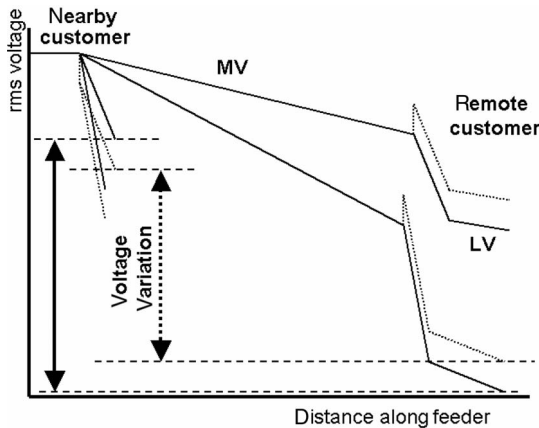 Nearby
customer
rms voltage
MV
Remote
customer
LV
Voltage
Variation
Distance along feeder